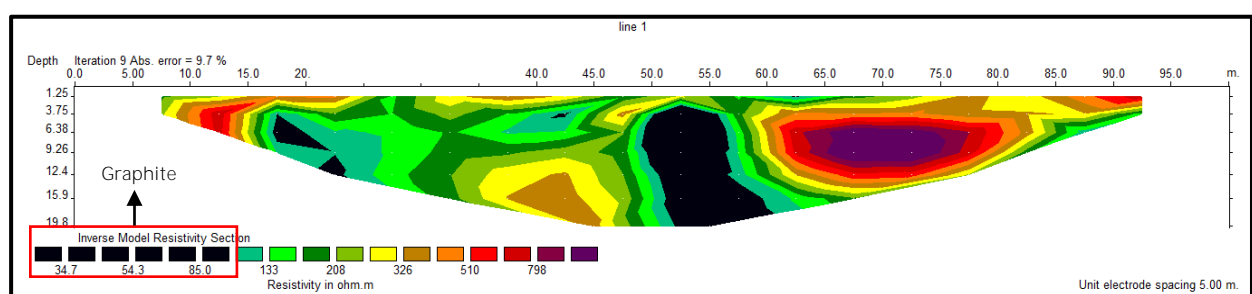 line 1
Depth Iteration 9 Abs. error = 9.7 %
0.0 5.00 10.0 15.0 20. 40.0 45.0 50.0 55.0 60.0 65.0 70.0 75.0 80.0 85.0 90.0 95.0 m.
1.25
3.75
6.38
9.26
12.4
15.9
19.8
Graphite
Inverse Model Resistivity Section
34.7 54.3 85.0 133 208 326 510 798
Resistivity in ohm.m
Unit electrode spacing 5.00 m.